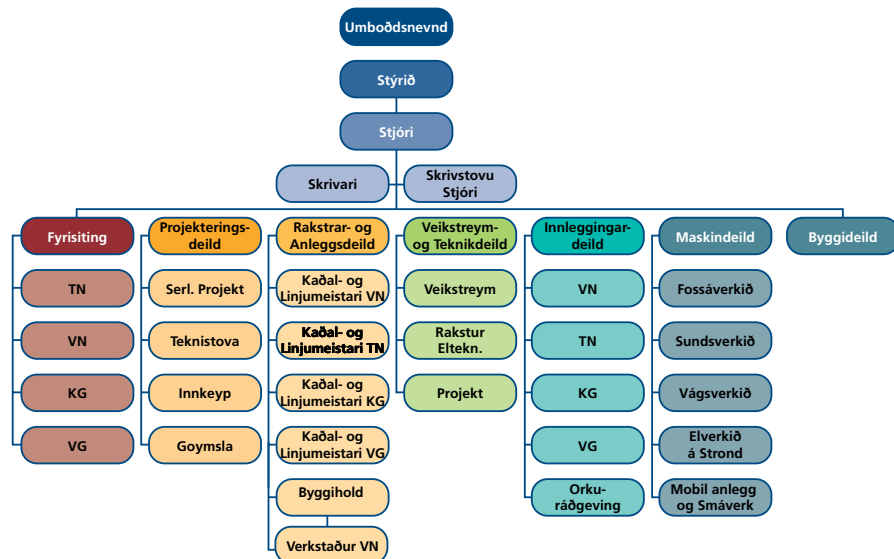 Umboðsnevnd
Stýrið
Stjóri
Skrivari
Skrivstovu
Stjóri
Fyrisiting
TN
VN
KG
VG
Projekterings-
deild
Serl. Projekt
Teknistova
Innkeyp
Goymsla
Rakstrar- og
Anleggsdeild
Kaðal- og
Linjumeistari VN
Kaðal- og
Linjumeistari TN
Kaðal- og
Linjumeistari KG
Kaðal- og
Linjumeistari VG
Byggihold
Verkstaður VN
Veikstreym-
og Teknikdeild
Veikstreym
Rakstur
Eltekn.
Projekt
Innleggingar-
deild
VN
TN
KG
VG
Orku-
ráðgeving
Maskindeild
Fossáverkið
Sundsverkið
Vágsverkið
Elverkið
á Strond
Mobil anlegg
og Smáverk
Byggideild